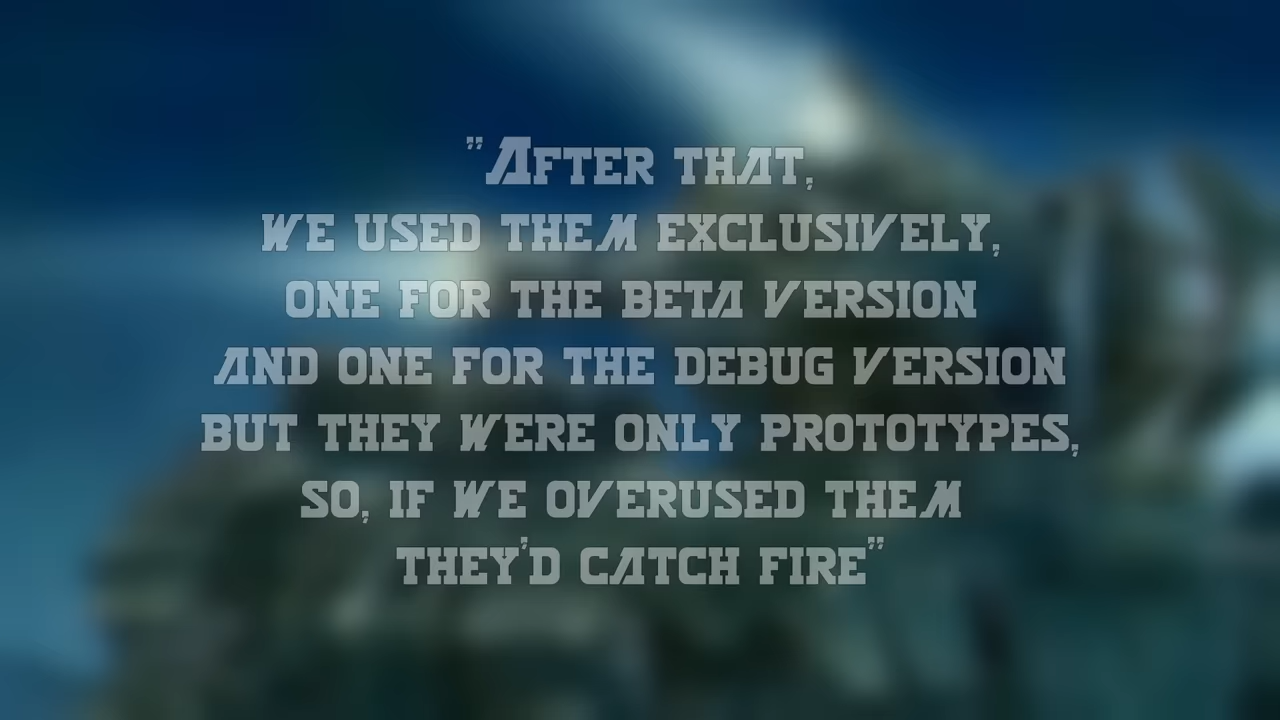 "After that,
we used them exclusively,
one for the beta version
and one for the debug version
but they were only prototypes,
so, if we overused them
they'd catch fire"